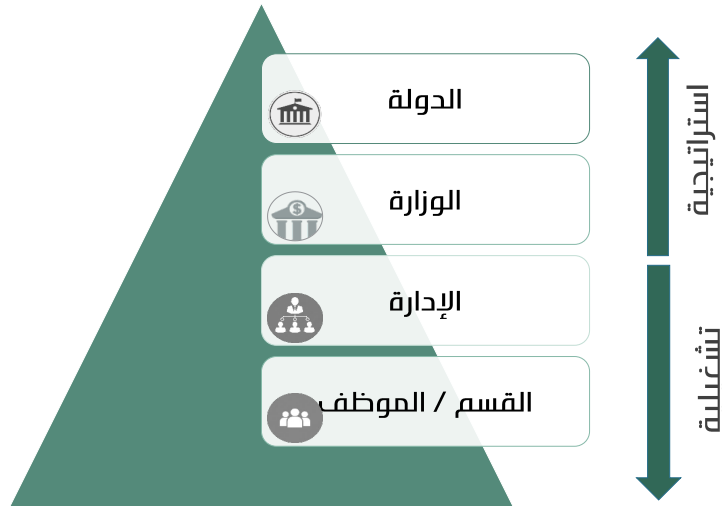 الدولة
الوزارة
الإدارة
القسم / الموظف
استراتيجية
تشغيلية